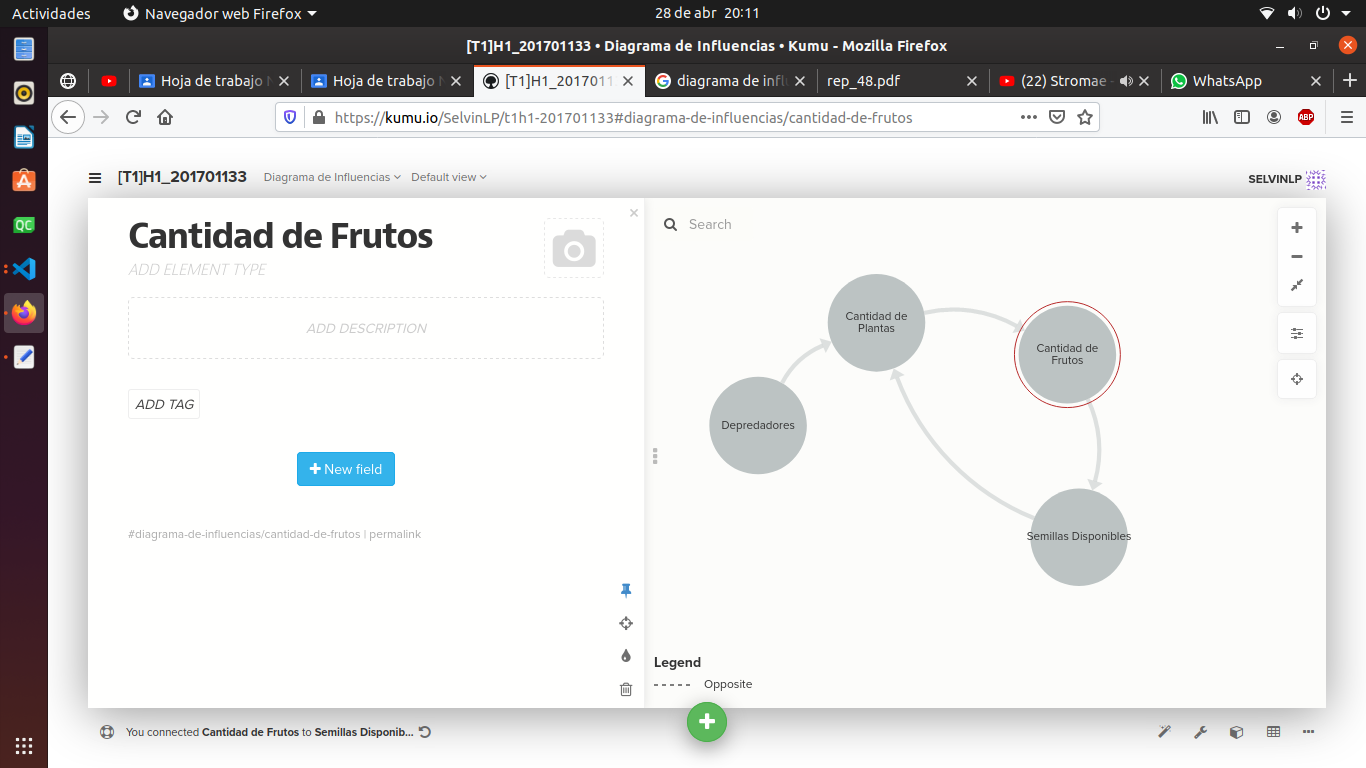 Actividades
Navegador web Firefox
28 de abr 20:11
[T1]H1_201701133 • Diagrama de Influencias • Kumu - Mozilla Firefox
Hoja de trabajo
Hoja de trabajo
[T1]H1_2017011
diagrama de infl
rep_48.pdf
(22) Stromae -
WhatsApp
https://kumu.io/SelvinLP/t1h1-201701133#diagrama-de-influencias/cantidad-de-frutos
ABP
QC
[T1]H1_201701133
Diagrama de Influencias
Default view
SELVINLP
Cantidad de Frutos
ADD ELEMENT TYPE
ADD DESCRIPTION
ADD TAG
New field
#diagrama-de-influencias/cantidad-de-frutos | permalink
Search
Cantidad de
Plantas
Cantidad de
Frutos
Depredadores
Semillas Disponibles
Legend
Opposite
You connected Cantidad de Frutos to Semillas Disponib...